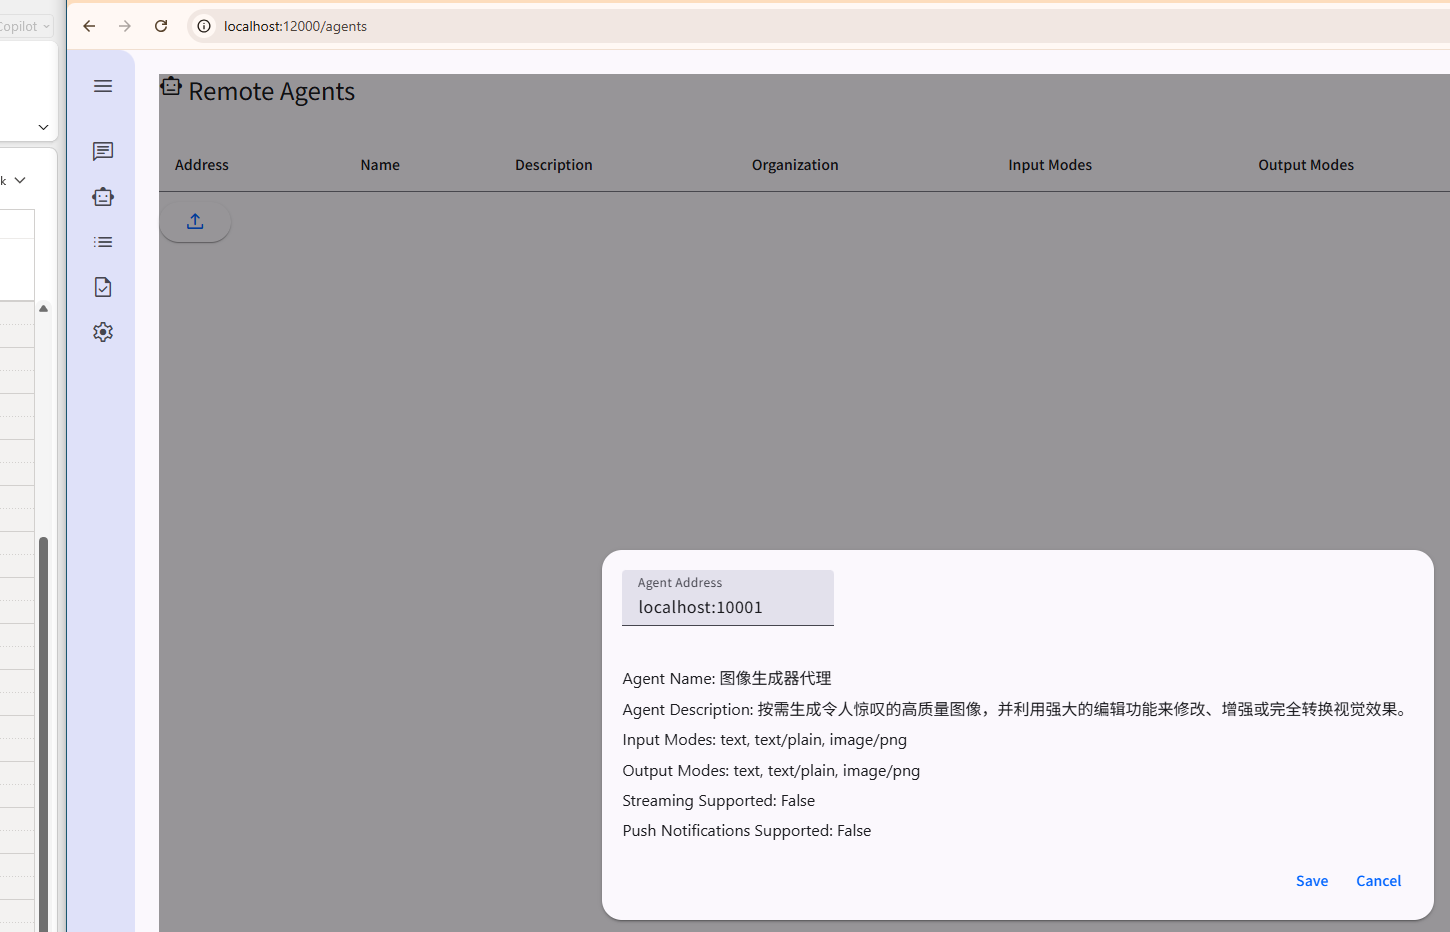 Copilot
localhost:12000/agents
k
Remote Agents
Address Name Description Organization Input Modes Output Modes
Agent Address
localhost:10001
Agent Name: 图像生成器代理
Agent Description: 按需生成令人惊叹的高质量图像，并利用强大的编辑功能来修改、增强或完全转换视觉效果。
Input Modes: text, text/plain, image/png
Output Modes: text, text/plain, image/png
Streaming Supported: False
Push Notifications Supported: False
Save Cancel